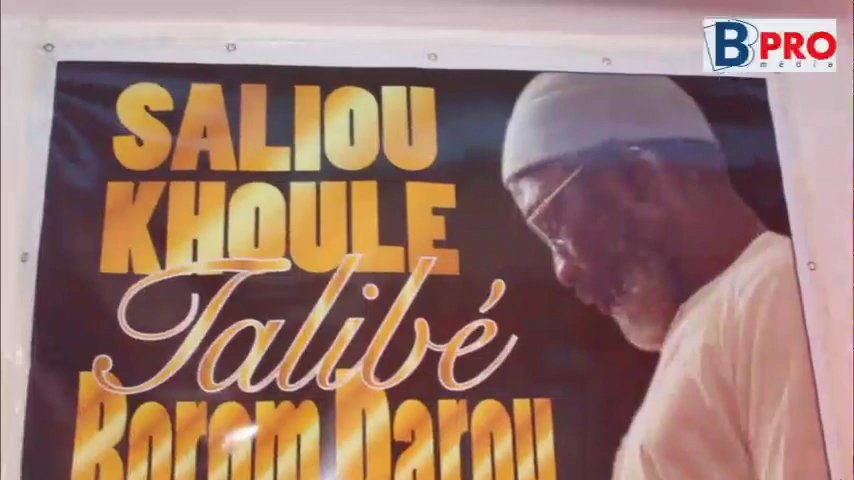 BPRO
média
SALIOU
KHOULE
Talibé
Borom Darou